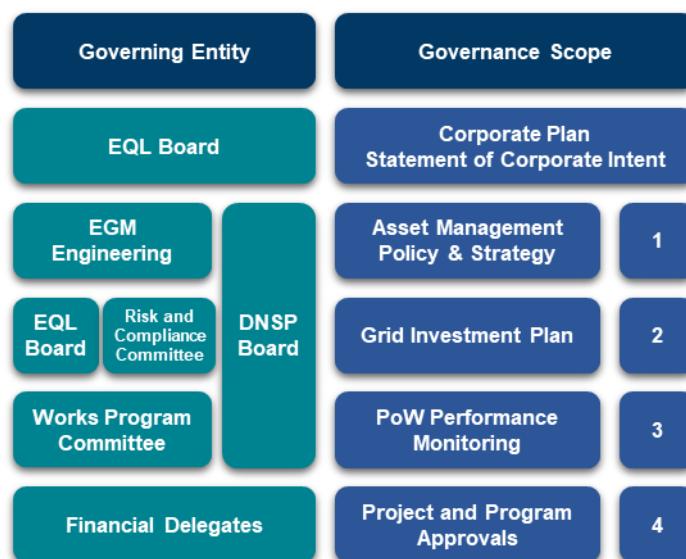 Governing Entity
Governance Scope
EQL Board
Corporate Plan
Statement of Corporate Intent
EGM
Engineering
DNSP
Board
Asset Management
Policy & Strategy
1
EQL
Board
Risk and
Compliance
Committee
Grid Investment Plan
2
Works Program
Committee
PoW Performance
Monitoring
3
Financial Delegates
Project and Program
Approvals
4